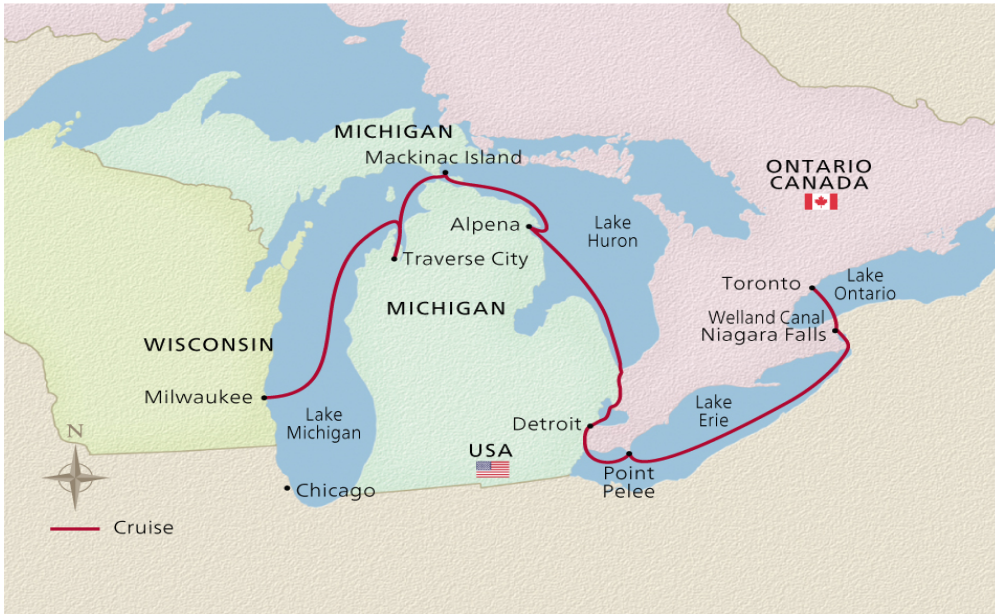 MICHIGAN
Mackinac Island
ONTARIO
CANADA
Alpena
Lake
Huron
Traverse City
Toronto
Lake
Ontario
MICHIGAN
Welland Canal
Niagara Falls
WISCONSIN
Milwaukee
Lake
Michigan
Lake
Erie
Detroit
N
USA
Point
Pelee
Chicago
Cruise